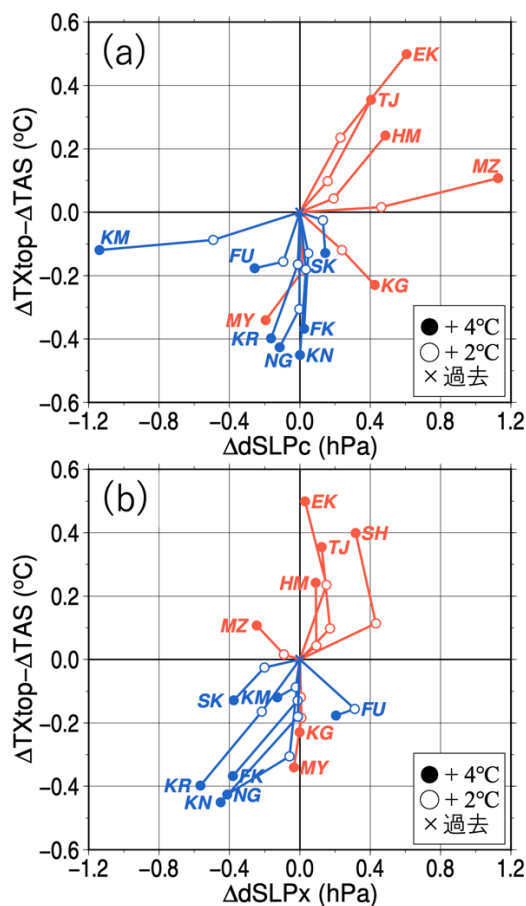 (a)
0.6
0.4
0.2
0.0
−0.2
−0.4
−0.6
ΔTXtop−ΔTAS (ºC)
EK
TJ
HM
MZ
KM
FU
SK
KG
MY
KR
FK
NG
KN
● + 4℃
○ + 2℃
× 過去
−1.2 −0.8 −0.4 0.0 0.4 0.8 1.2
ΔdSLPc (hPa)
(b)
0.6
0.4
0.2
0.0
−0.2
−0.4
−0.6
ΔTXtop−ΔTAS (ºC)
EK
SH
TJ
HM
MZ
SK
KM
FU
KG
KR
FK
MY
KN
NG
● + 4℃
○ + 2℃
× 過去
−1.2 −0.8 −0.4 0.0 0.4 0.8 1.2
ΔdSLPx (hPa)